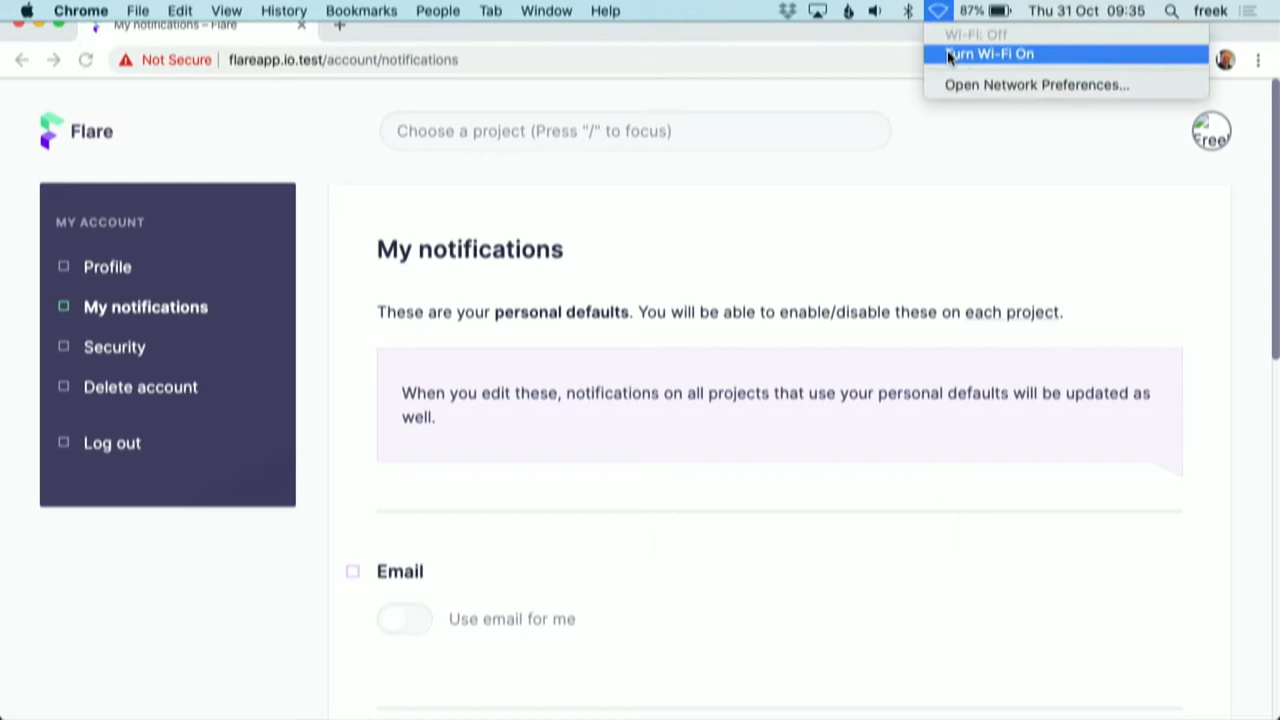 Chrome File Edit View History Bookmarks People Tab Window Help 87% Thu 31 Oct 09:35 freek
My notifications – Flare
Wi-Fi: Off
Turn Wi-Fi On
Open Network Preferences...
Not Secure flareapp.io.test/account/notifications
Flare
Choose a project (Press "/" to focus)
Free
MY ACCOUNT
Profile
My notifications
Security
Delete account
Log out
My notifications
These are your personal defaults. You will be able to enable/disable these on each project.
When you edit these, notifications on all projects that use your personal defaults will be updated as
well.
Email
Use email for me